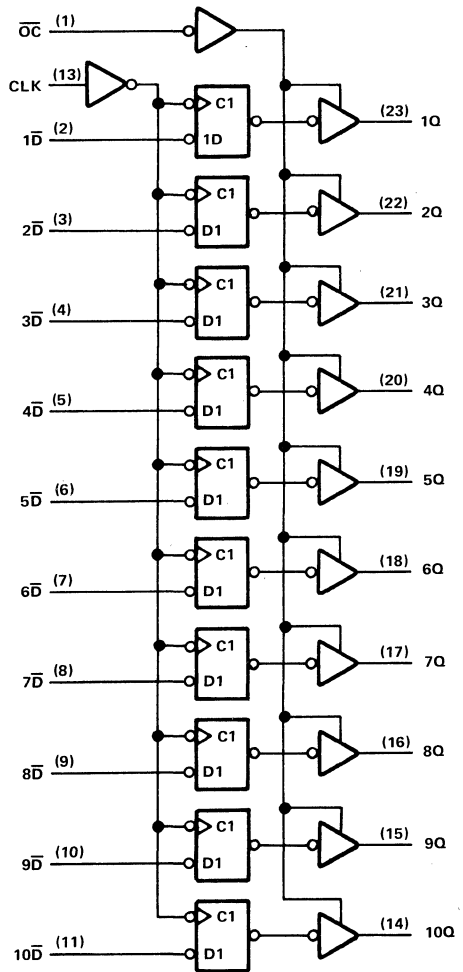 O̅C̅ (1)
CLK (13)
C1
1D̅ (2)
1D
(23)
1Q
C1
2D̅ (3)
D1
(22)
2Q
C1
3D̅ (4)
D1
(21)
3Q
C1
4D̅ (5)
D1
(20)
4Q
C1
5D̅ (6)
D1
(19)
5Q
C1
6D̅ (7)
D1
(18)
6Q
C1
7D̅ (8)
D1
(17)
7Q
C1
8D̅ (9)
D1
(16)
8Q
C1
9D̅ (10)
D1
(15)
9Q
C1
10D̅ (11)
D1
(14)
10Q